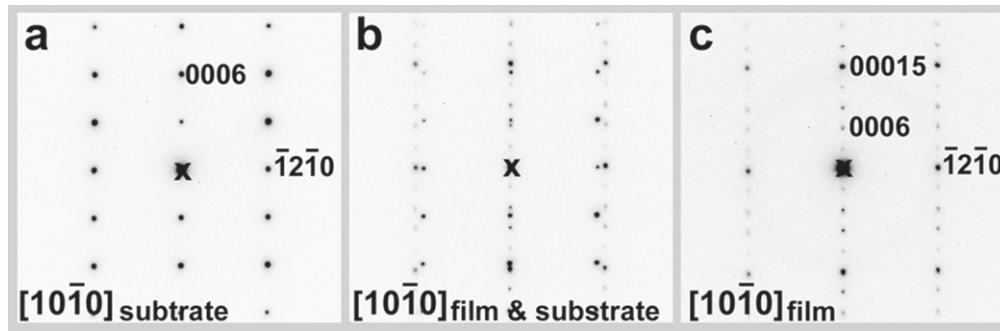 a
0006
1̄21̄0
[101̄0] subtrate
b
x
[101̄0] film & substrate
c
00015
0006
1̄21̄0
[101̄0] film